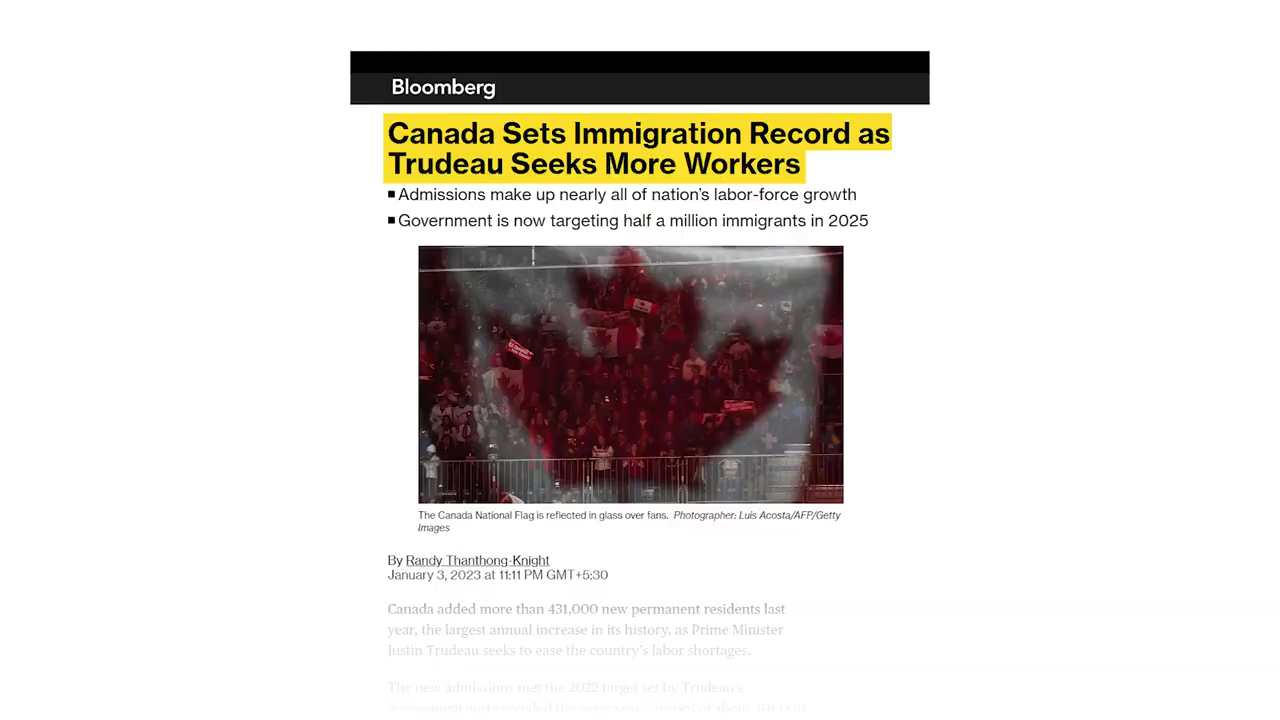 Bloomberg
Canada Sets Immigration Record as
Trudeau Seeks More Workers
■ Admissions make up nearly all of nation's labor-force growth
■ Government is now targeting half a million immigrants in 2025
The Canada National Flag is reflected in glass over fans. Photographer: Luis Acosta/AFP/Getty
Images
By Randy Thanthong-Knight
January 3, 2023 at 11:11 PM GMT+5:30
Canada added more than 431,000 new permanent residents last
year, the largest annual increase in its history, as Prime Minister
Justin Trudeau seeks to ease the country's labor shortages.
The new admissions met the 2022 target set by Trudeau's